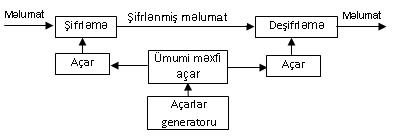 Məlumat
Şifrləmə
Şifrlənmiş məlumat
Deşifrləmə
Məlumat
Açar
Ümumi məxfi
açar
Açar
Açarlar
generatoru